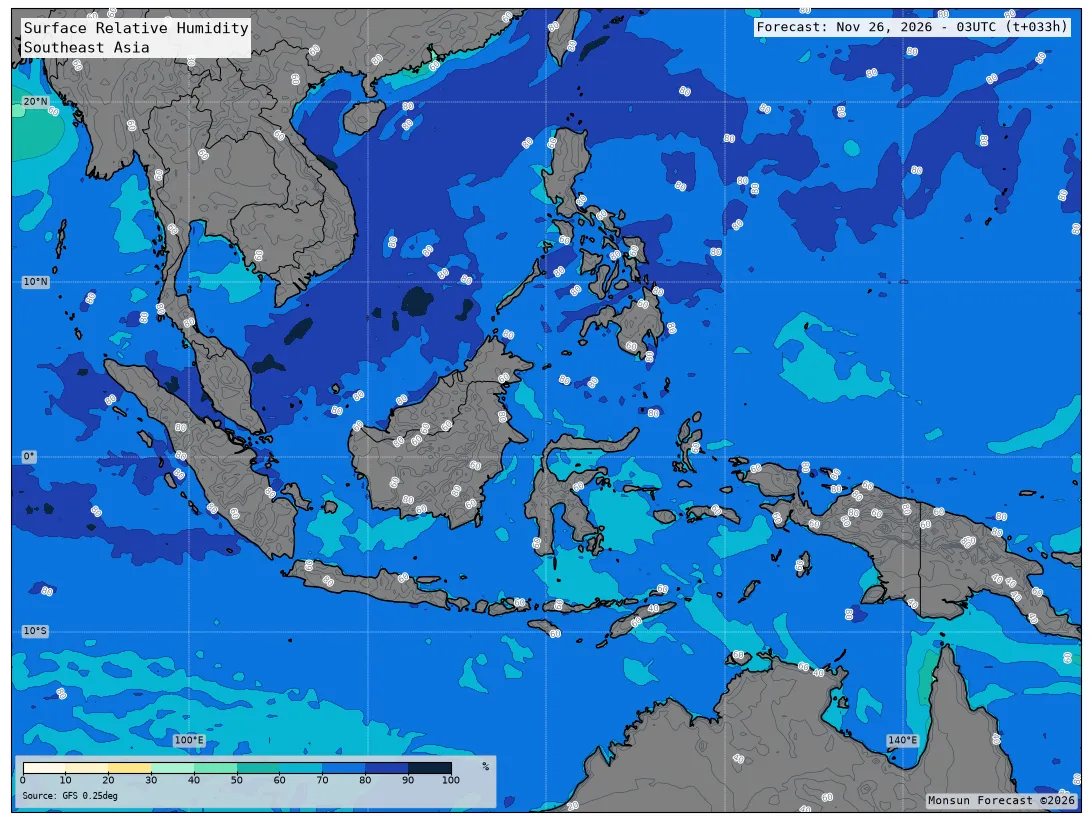 Surface Relative Humidity
Southeast Asia
Forecast: Nov 26, 2026 - 03UTC (t+033h)
20°N
10°N
0°
10°S
100°E
140°E
0 10 20 30 40 50 60 70 80 90 100 %
Source: GFS 0.25deg
Monsun Forecast ©2026